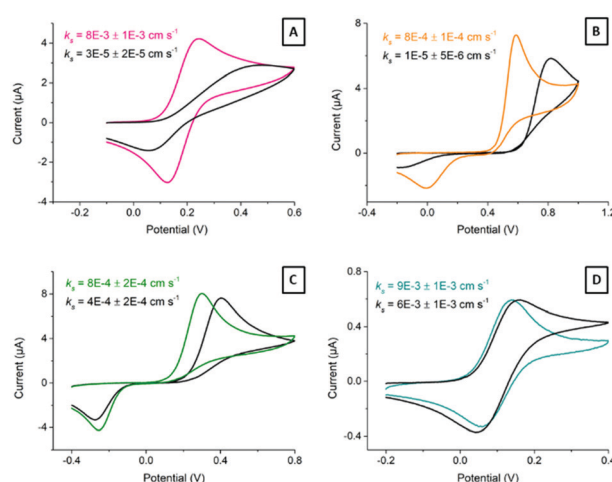 A
kₛ = 8E-3 ± 1E-3 cm s⁻¹
kₛ = 3E-5 ± 2E-5 cm s⁻¹
Current (µA)
4
2
0
-2
-4
0.0 0.2 0.4 0.6
Potential (V)
B
kₛ = 8E-4 ± 1E-4 cm s⁻¹
kₛ = 1E-5 ± 5E-6 cm s⁻¹
Current (µA)
8
4
0
-4
-0.4 0.0 0.4 0.8 1.2
Potential (V)
C
kₛ = 8E-4 ± 2E-4 cm s⁻¹
kₛ = 4E-4 ± 2E-4 cm s⁻¹
Current (µA)
8
4
0
-4
-0.4 0.0 0.4 0.8
Potential (V)
D
kₛ = 9E-3 ± 1E-3 cm s⁻¹
kₛ = 6E-3 ± 1E-3 cm s⁻¹
Current (µA)
0.8
0.4
0.0
-0.4
-0.2 0.0 0.2 0.4
Potential (V)